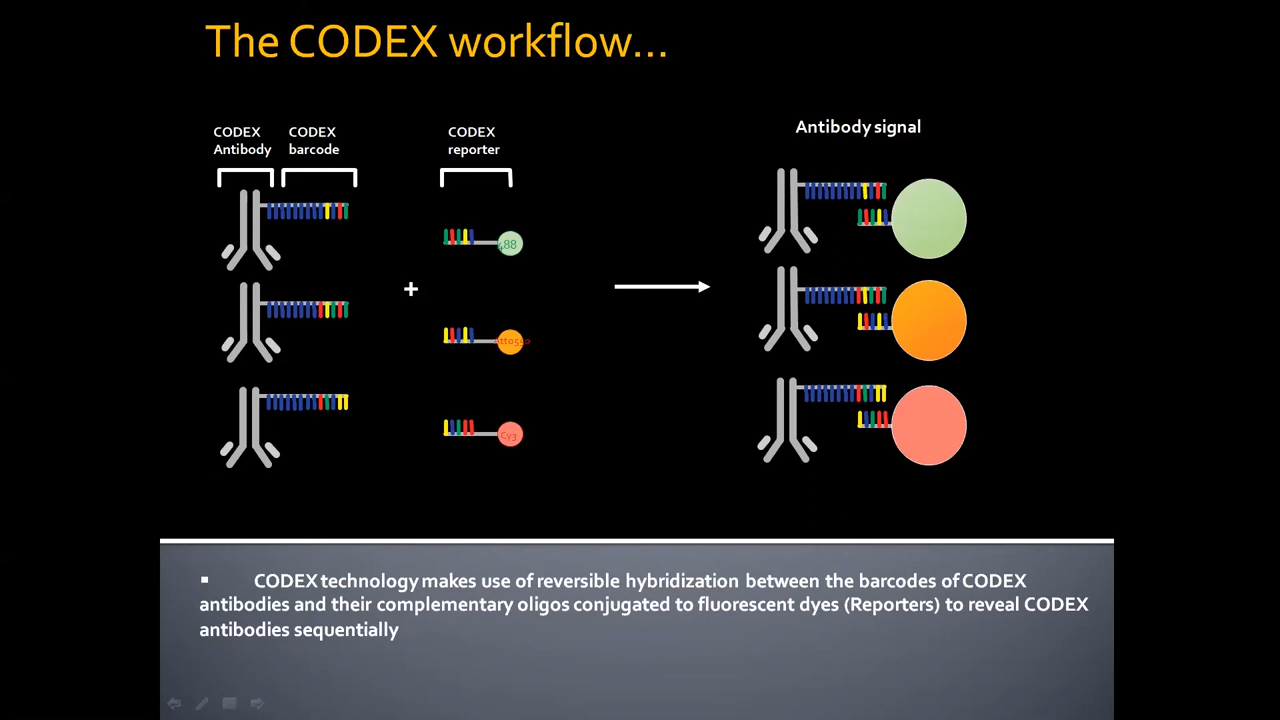 The CODEX workflow...
CODEX
Antibody
CODEX
barcode
CODEX
reporter
Antibody signal
488
+
Atto550
Cy3
▪ CODEX technology makes use of reversible hybridization between the barcodes of CODEX
antibodies and their complementary oligos conjugated to fluorescent dyes (Reporters) to reveal CODEX
antibodies sequentially